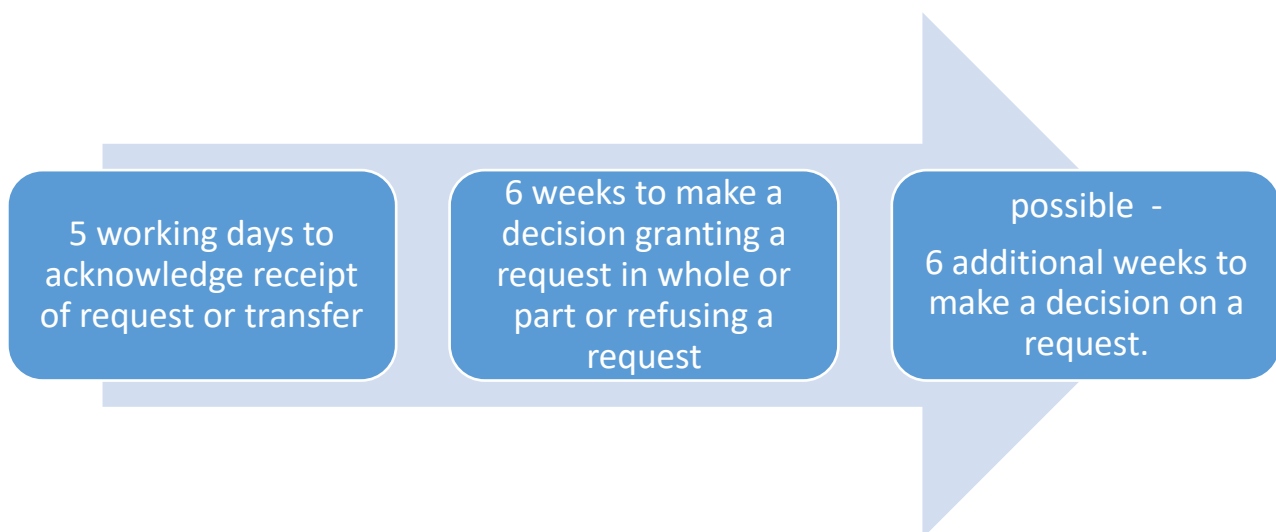 5 working days to
acknowledge receipt
of request or transfer
6 weeks to make a
decision granting a
request in whole or
part or refusing a
request
possible -
6 additional weeks to
make a decision on a
request.